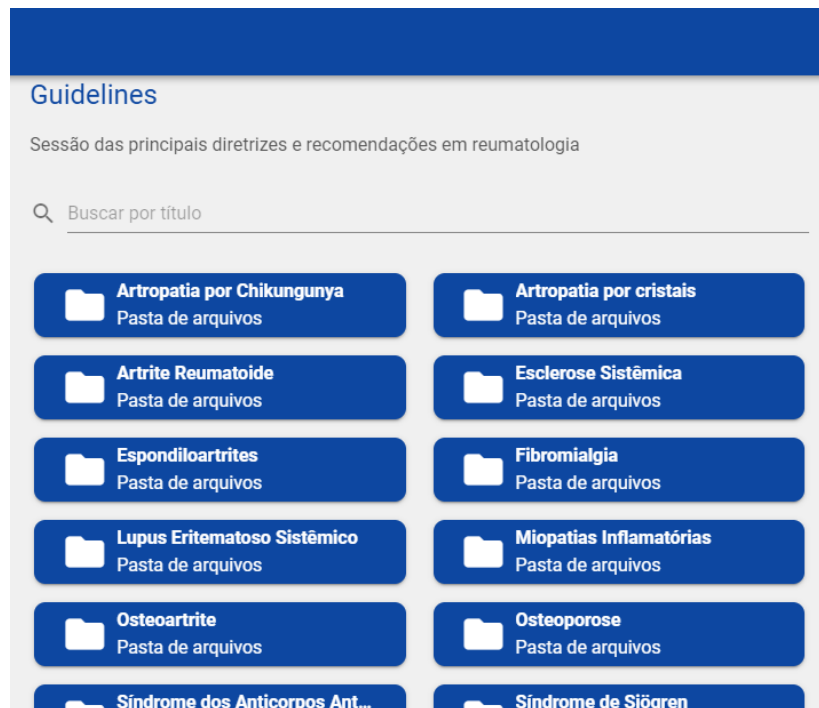 Guidelines
Sessão das principais diretrizes e recomendações em reumatologia
Buscar por título
Artropatia por Chikungunya
Pasta de arquivos
Artropatia por cristais
Pasta de arquivos
Artrite Reumatoide
Pasta de arquivos
Esclerose Sistêmica
Pasta de arquivos
Espondiloartrites
Pasta de arquivos
Fibromialgia
Pasta de arquivos
Lupus Eritematoso Sistêmico
Pasta de arquivos
Miopatias Inflamatórias
Pasta de arquivos
Osteoartrite
Pasta de arquivos
Osteoporose
Pasta de arquivos
Síndrome dos Anticorpos Ant...
Síndrome de Sjögren